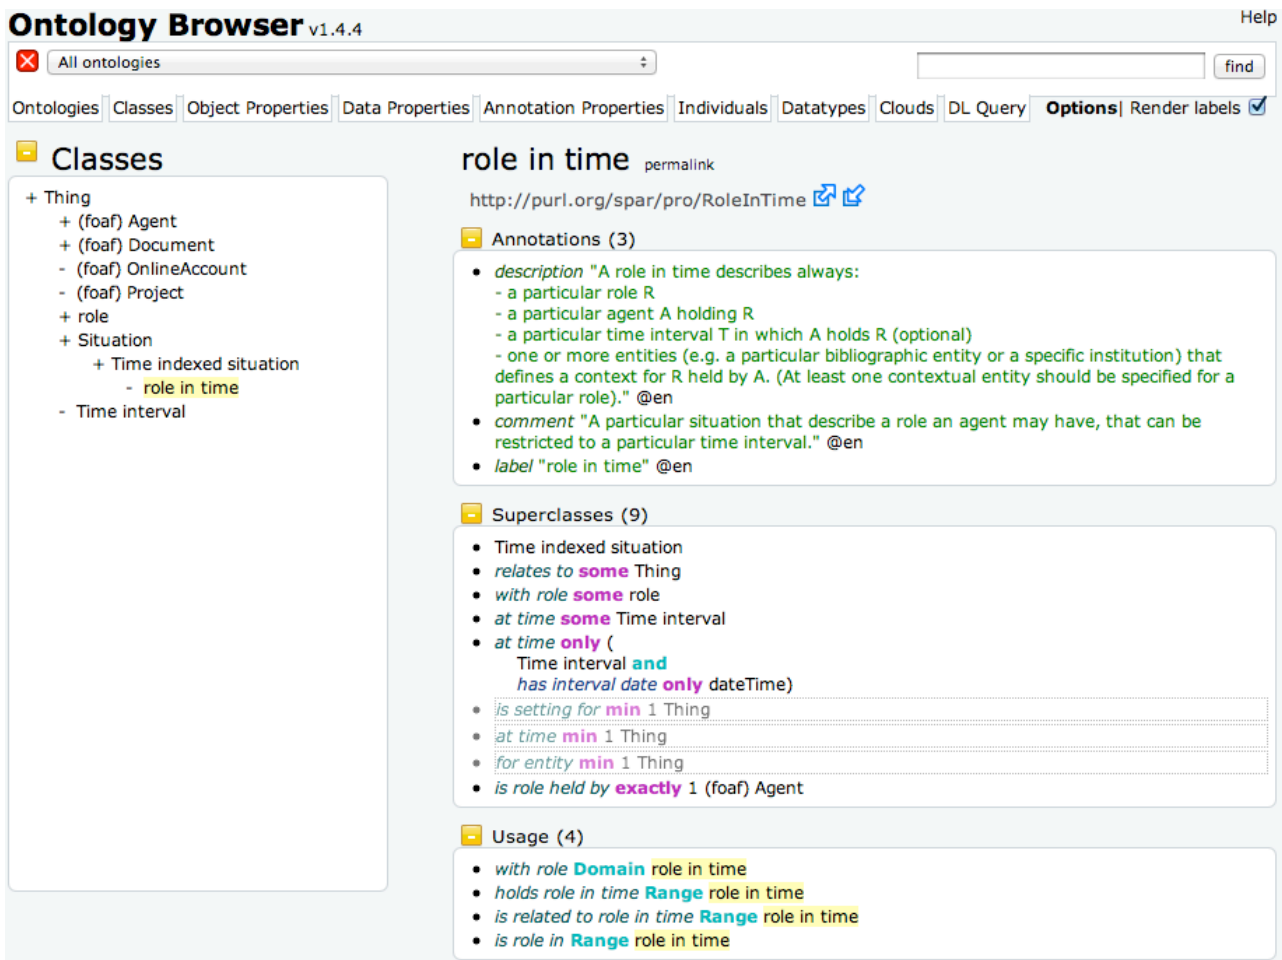 Ontology Browser v1.4.4
Help
All ontologies
find
Ontologies Classes Object Properties Data Properties Annotation Properties Individuals Datatypes Clouds DL Query Options| Render labels
Classes
+ Thing
+ (foaf) Agent
+ (foaf) Document
- (foaf) OnlineAccount
- (foaf) Project
+ role
+ Situation
+ Time indexed situation
- role in time
- Time interval
role in time permalink
http://purl.org/spar/pro/RoleInTime
Annotations (3)
• description "A role in time describes always:
- a particular role R
- a particular agent A holding R
- a particular time interval T in which A holds R (optional)
- one or more entities (e.g. a particular bibliographic entity or a specific institution) that
defines a context for R held by A. (At least one contextual entity should be specified for a
particular role)." @en
• comment "A particular situation that describe a role an agent may have, that can be
restricted to a particular time interval." @en
• label "role in time" @en
Superclasses (9)
• Time indexed situation
• relates to some Thing
• with role some role
• at time some Time interval
• at time only (
Time interval and
has interval date only dateTime)
• is setting for min 1 Thing
• at time min 1 Thing
• for entity min 1 Thing
• is role held by exactly 1 (foaf) Agent
Usage (4)
• with role Domain role in time
• holds role in time Range role in time
• is related to role in time Range role in time
• is role in Range role in time